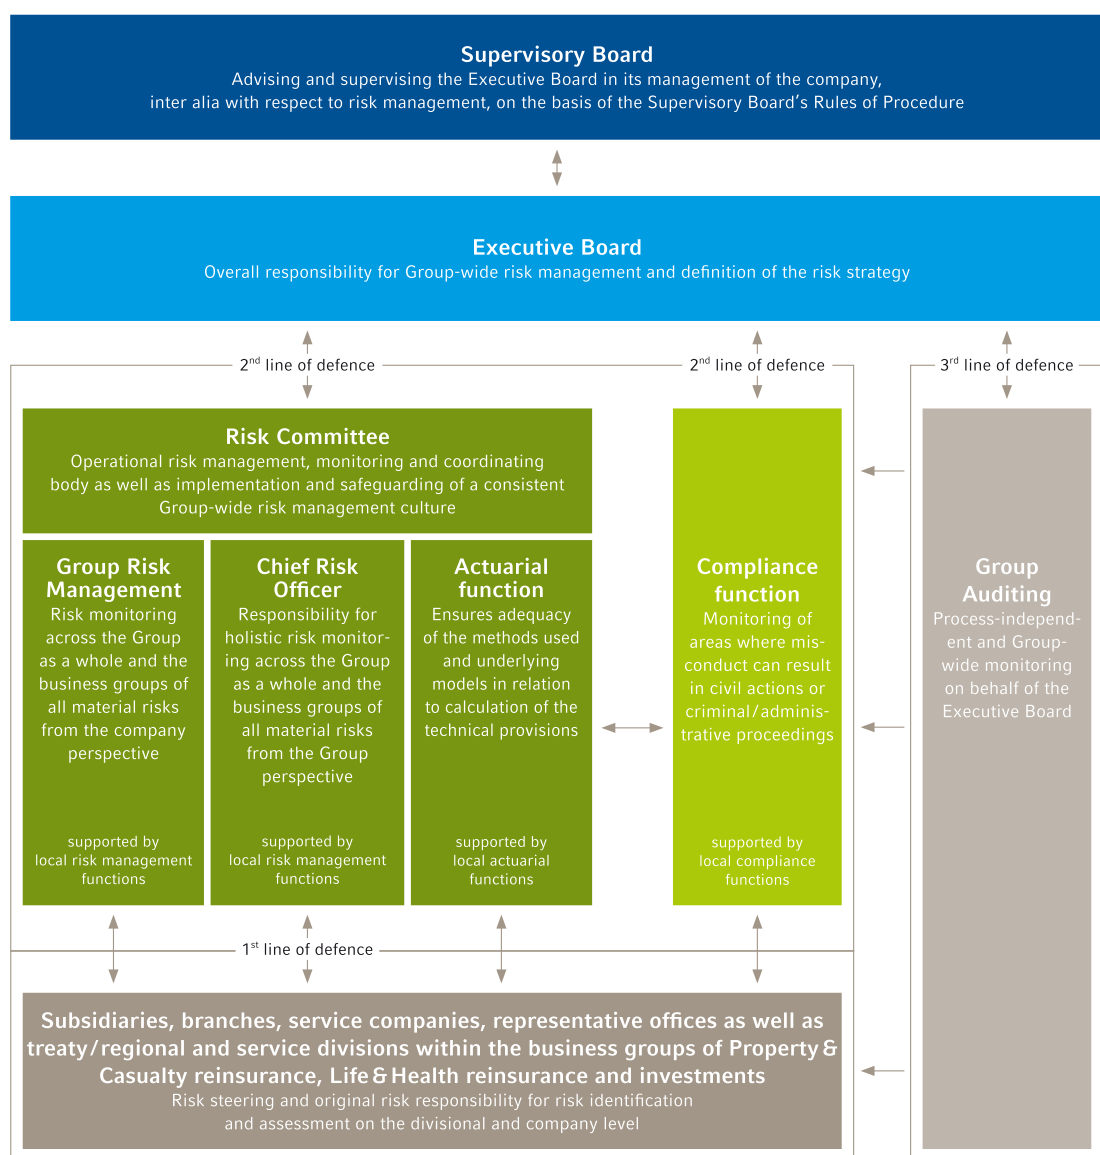 Supervisory Board
Advising and supervising the Executive Board in its management of the company,
inter alia with respect to risk management, on the basis of the Supervisory Board’s Rules of Procedure
Executive Board
Overall responsibility for Group-wide risk management and definition of the risk strategy
2nd line of defence
2nd line of defence
3rd line of defence
Risk Committee
Operational risk management, monitoring and coordinating
body as well as implementation and safeguarding of a consistent
Group-wide risk management culture
Group Risk
Management
Risk monitoring
across the Group
as a whole and the
business groups of
all material risks
from the company
perspective
supported by
local risk management
functions
Chief Risk
Officer
Responsibility for
holistic risk monitor-
ing across the Group
as a whole and the
business groups of
all material risks
from the Group
perspective
supported by
local risk management
functions
Actuarial
function
Ensures adequacy
of the methods used
and underlying
models in relation
to calculation of the
technical provisions
supported by
local actuarial
functions
Compliance
function
Monitoring of
areas where mis-
conduct can result
in civil actions or
criminal/adminis-
trative proceedings
supported by
local compliance
functions
Group
Auditing
Process-independ-
ent and Group-
wide monitoring
on behalf of the
Executive Board
1st line of defence
Subsidiaries, branches, service companies, representative offices as well as
treaty/regional and service divisions within the business groups of Property &
Casualty reinsurance, Life & Health reinsurance and investments
Risk steering and original risk responsibility for risk identification
and assessment on the divisional and company level